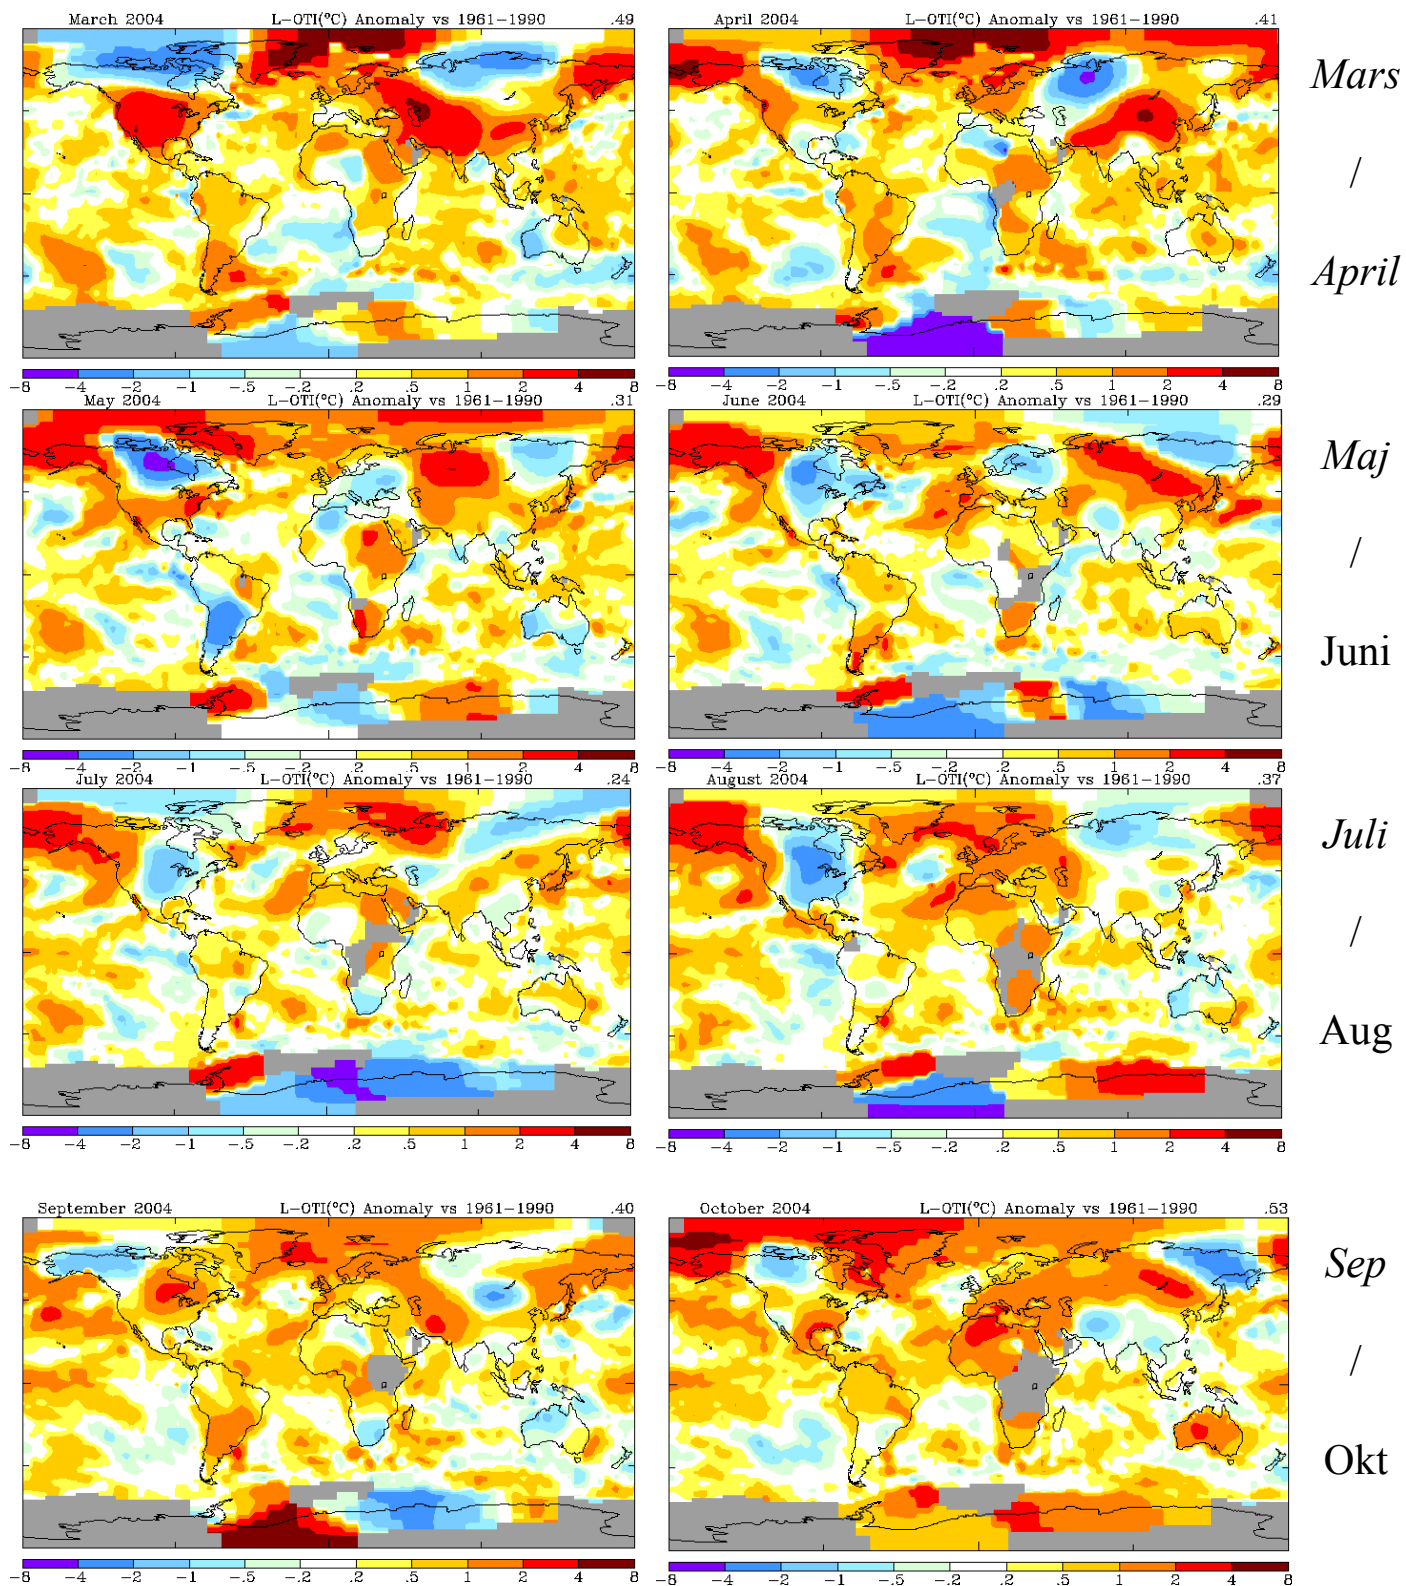 March 2004 L-OTI(°C) Anomaly vs 1961-1990 .49
-8 -4 -2 -1 -.5 -.2 .2 .5 1 2 4 8
April 2004 L-OTI(°C) Anomaly vs 1961-1990 .41
-8 -4 -2 -1 -.5 -.2 .2 .5 1 2 4 8
Mars
/
April
May 2004 L-OTI(°C) Anomaly vs 1961-1990 .31
-8 -4 -2 -1 -.5 -.2 .2 .5 1 2 4 8
June 2004 L-OTI(°C) Anomaly vs 1961-1990 .29
-8 -4 -2 -1 -.5 -.2 .2 .5 1 2 4 8
Maj
/
Juni
July 2004 L-OTI(°C) Anomaly vs 1961-1990 .24
-8 -4 -2 -1 -.5 -.2 .2 .5 1 2 4 8
August 2004 L-OTI(°C) Anomaly vs 1961-1990 .37
-8 -4 -2 -1 -.5 -.2 .2 .5 1 2 4 8
Juli
/
Aug
September 2004 L-OTI(°C) Anomaly vs 1961-1990 .40
-8 -4 -2 -1 -.5 -.2 .2 .5 1 2 4 8
October 2004 L-OTI(°C) Anomaly vs 1961-1990 .53
-8 -4 -2 -1 -.5 -.2 .2 .5 1 2 4 8
Sep
/
Okt